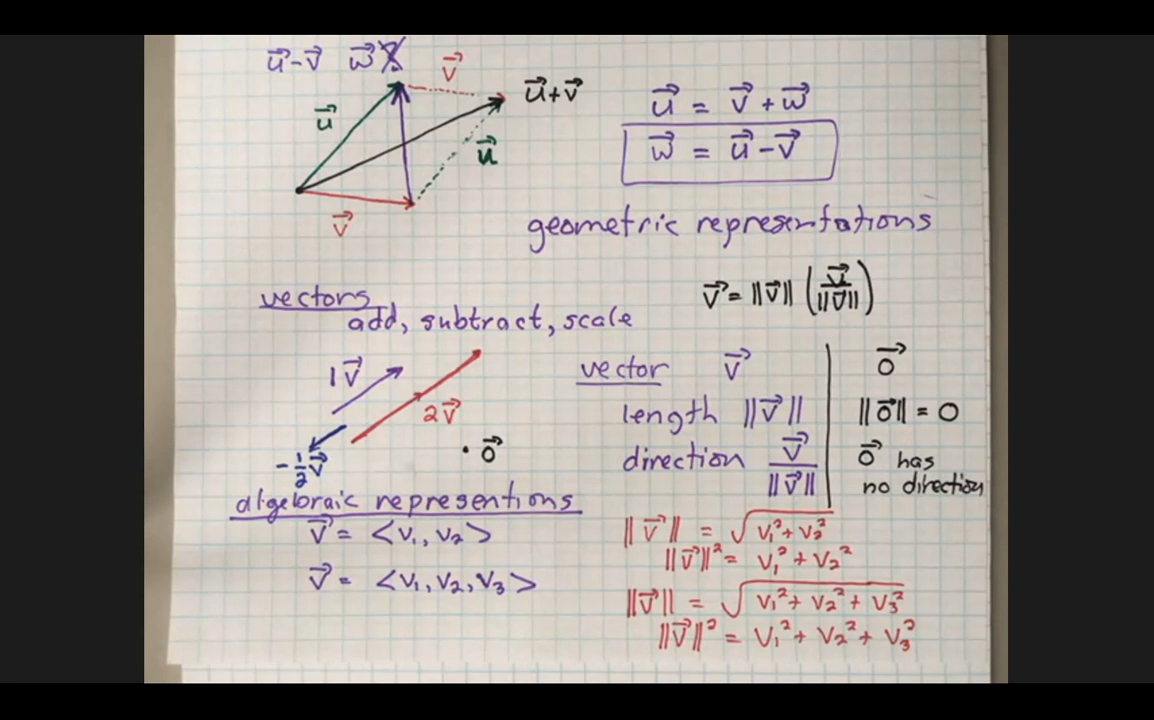 u⃗-v⃗ w⃗
v⃗
u⃗+v⃗
u⃗
u⃗
v⃗
u⃗ = v⃗ + w⃗
w⃗ = u⃗ - v⃗
geometric representations
v⃗ = ||v⃗|| (v⃗/||v⃗||)
vectors
add, subtract, scale
1v⃗
2v⃗
-1/2 v⃗
· 0⃗
vector v⃗
length ||v⃗||
direction v⃗/||v⃗||
0⃗
||0⃗|| = 0
0⃗ has
no direction
algebraic represention​s
v⃗ = <v₁, v₂>
v⃗ = <v₁, v₂, v₃>
||v⃗|| = √(v₁² + v₂²)
||v⃗||² = v₁² + v₂²
||v⃗|| = √(v₁² + v₂² + v₃²)
||v⃗||² = v₁² + v₂² + v₃²